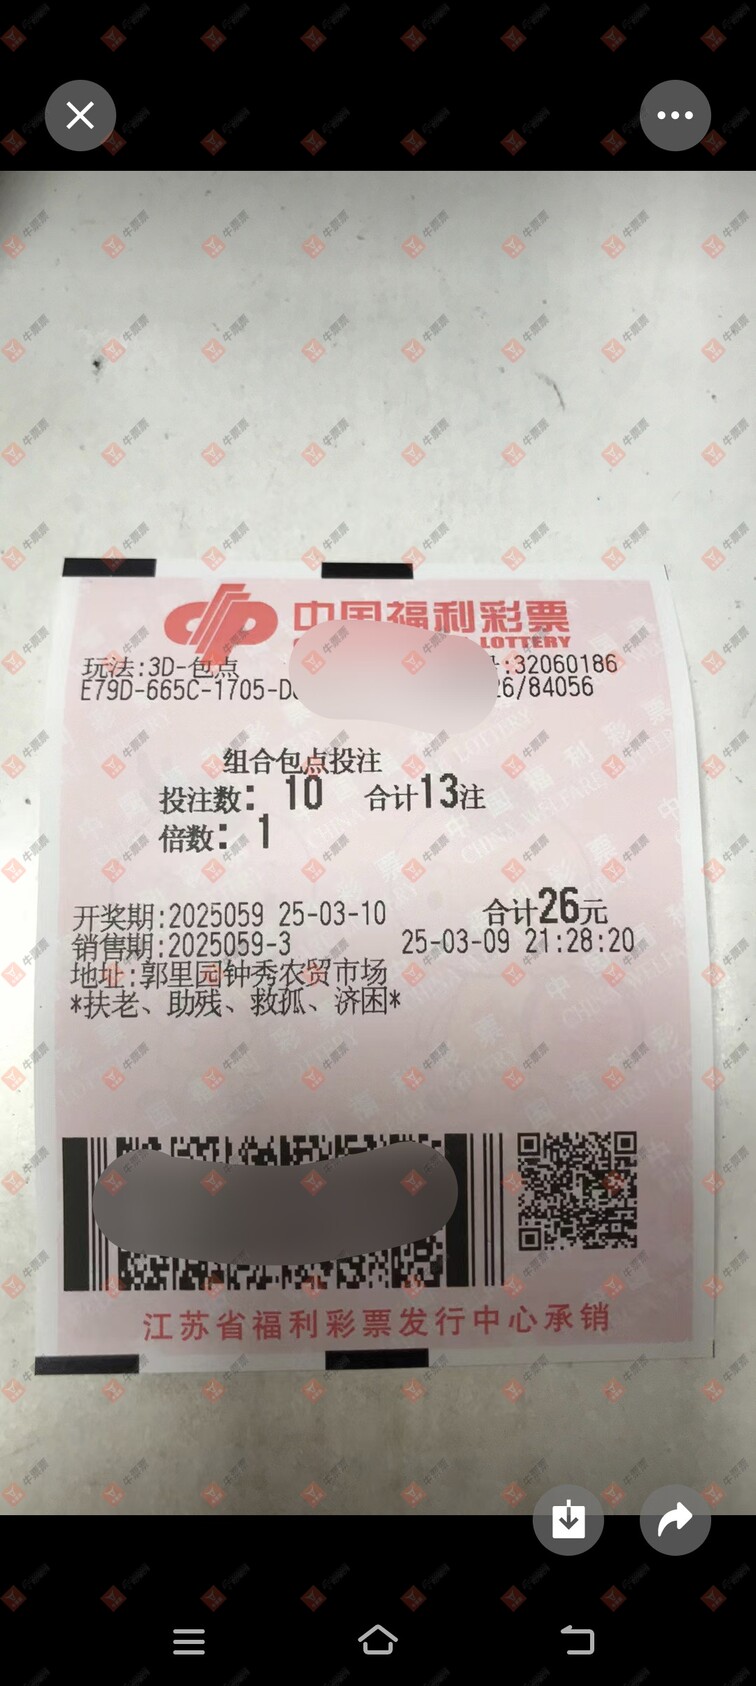 中国福利彩票
LOTTERY
玩法:3D-包点 :32060186
E79D-665C-1705-D 26/84056
组合包点投注
投注数: 10 合计13注
倍数: 1
开奖期:2025059 25-03-10 合计26元
销售期:2025059-3 25-03-09 21:28:20
地址:郭里园钟秀农贸市场
*扶老、助残、救孤、济困*
江苏省福利彩票发行中心承销